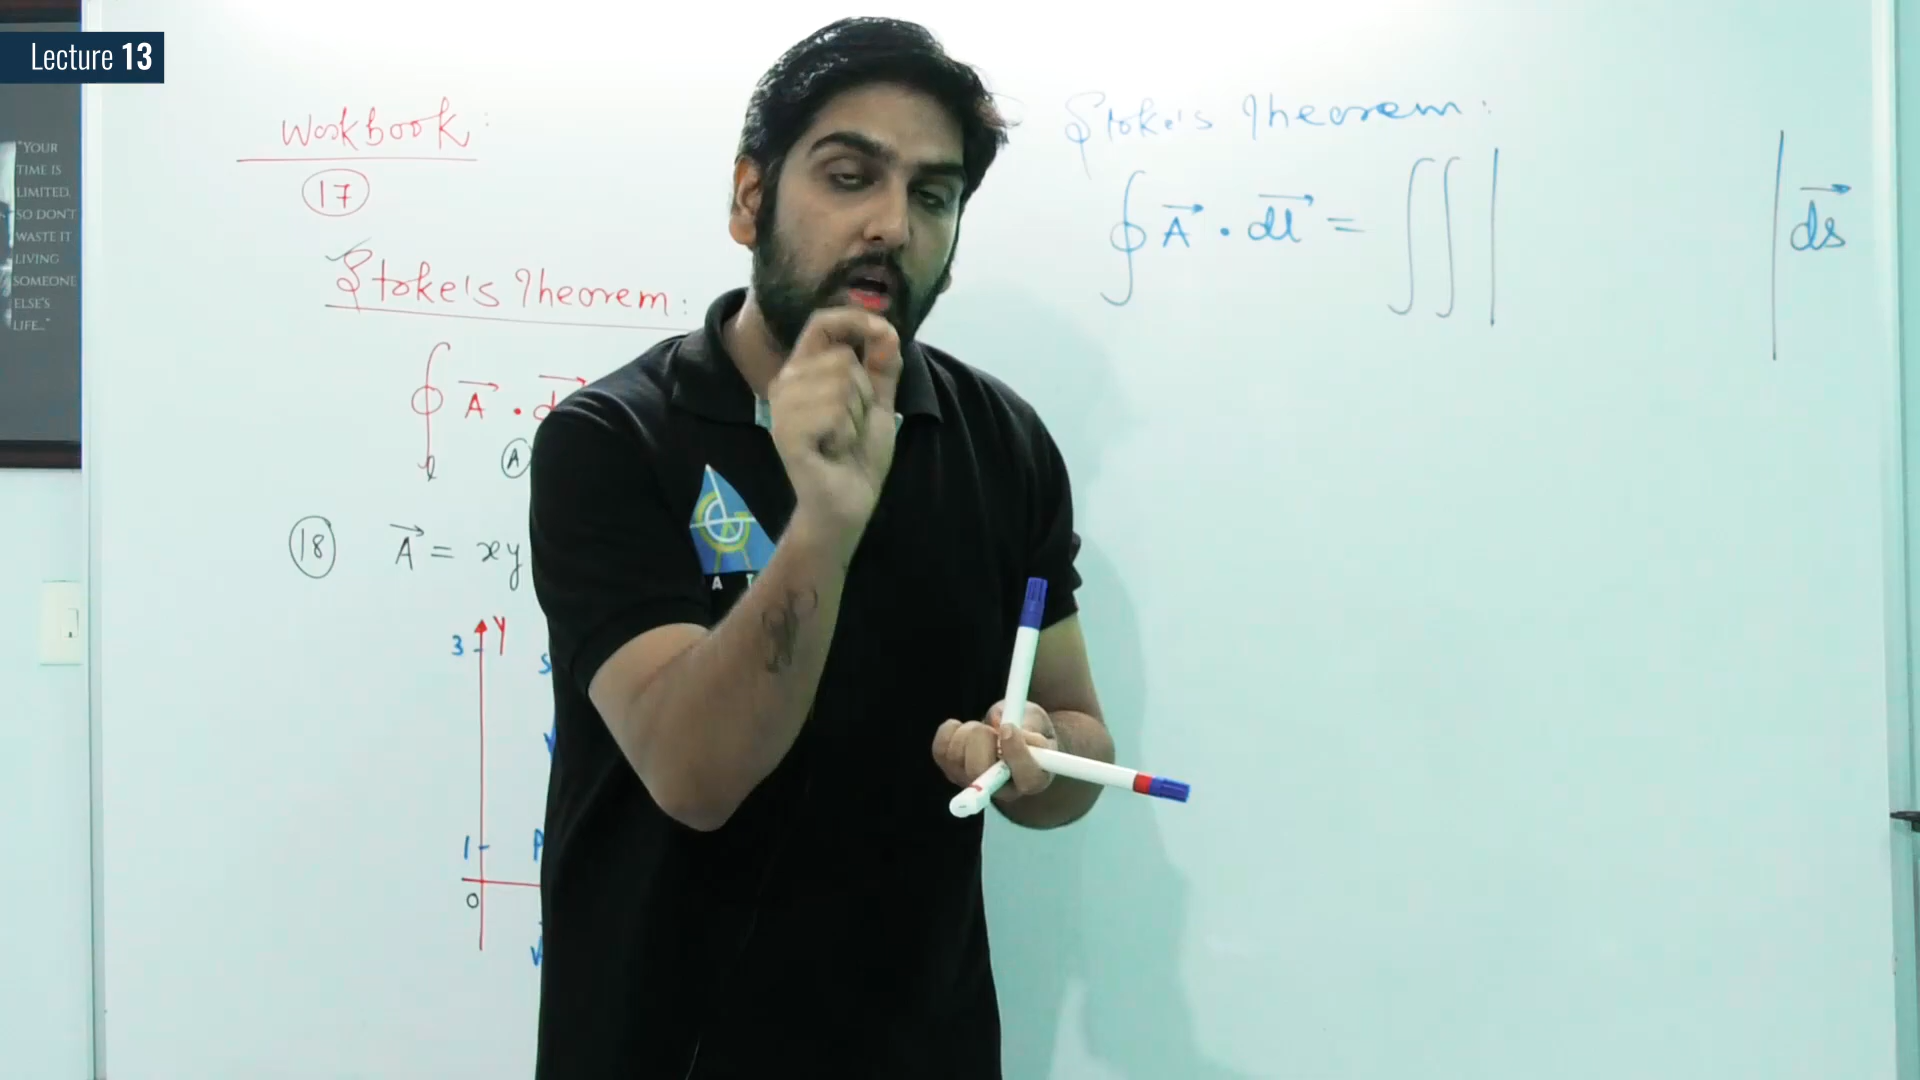 Lecture 13
"YOUR
TIME IS
LIMITED,
SO DON'T
WASTE IT
LIVING
SOMEONE
ELSE'S
LIFE..."
Workbook:
17
Stoke's Theorem:
∮ A⃗ · d
l
A
18 A⃗ = xy
3 Y
S
1 P
0
A T
Stoke's Theorem:
∮ A⃗ · dl⃗ = ∬ | | ds⃗